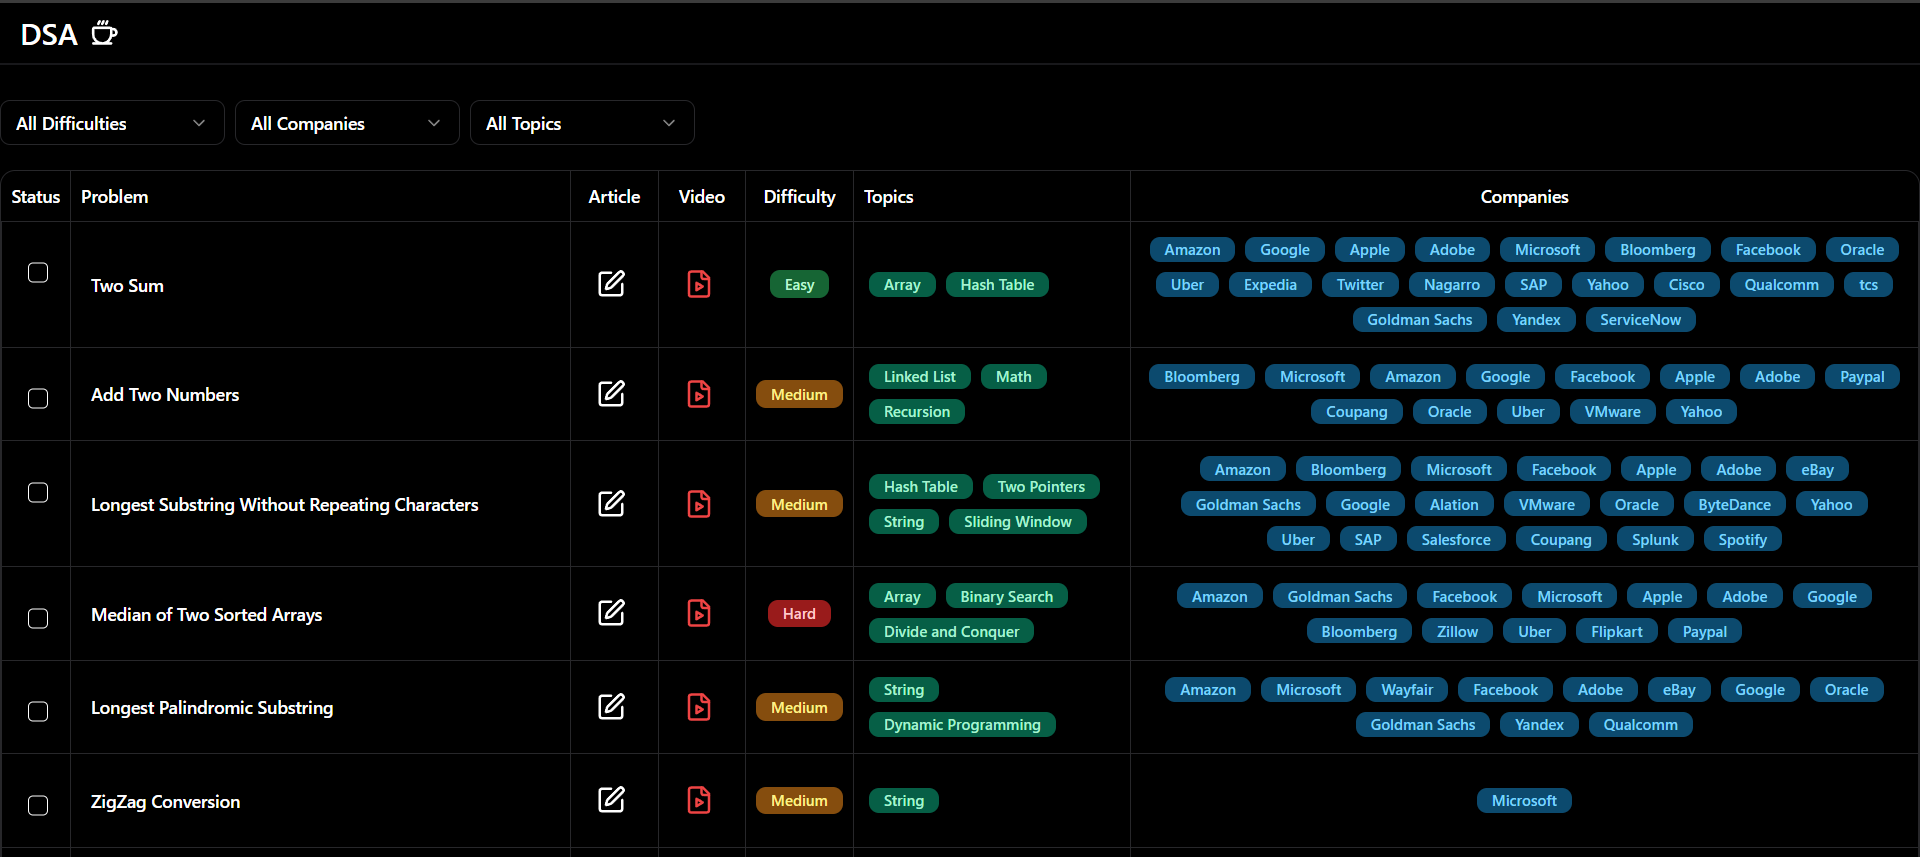 DSA
All Difficulties All Companies All Topics
Status Problem Article Video Difficulty Topics Companies
Two Sum Easy Array Hash Table
Amazon Google Apple Adobe Microsoft Bloomberg Facebook Oracle
Uber Expedia Twitter Nagarro SAP Yahoo Cisco Qualcomm tcs
Goldman Sachs Yandex ServiceNow
Add Two Numbers Medium
Linked List Math
Recursion
Bloomberg Microsoft Amazon Google Facebook Apple Adobe Paypal
Coupang Oracle Uber VMware Yahoo
Longest Substring Without Repeating Characters Medium
Hash Table Two Pointers
String Sliding Window
Amazon Bloomberg Microsoft Facebook Apple Adobe eBay
Goldman Sachs Google Alation VMware Oracle ByteDance Yahoo
Uber SAP Salesforce Coupang Splunk Spotify
Median of Two Sorted Arrays Hard
Array Binary Search
Divide and Conquer
Amazon Goldman Sachs Facebook Microsoft Apple Adobe Google
Bloomberg Zillow Uber Flipkart Paypal
Longest Palindromic Substring Medium
String
Dynamic Programming
Amazon Microsoft Wayfair Facebook Adobe eBay Google Oracle
Goldman Sachs Yandex Qualcomm
ZigZag Conversion Medium String Microsoft